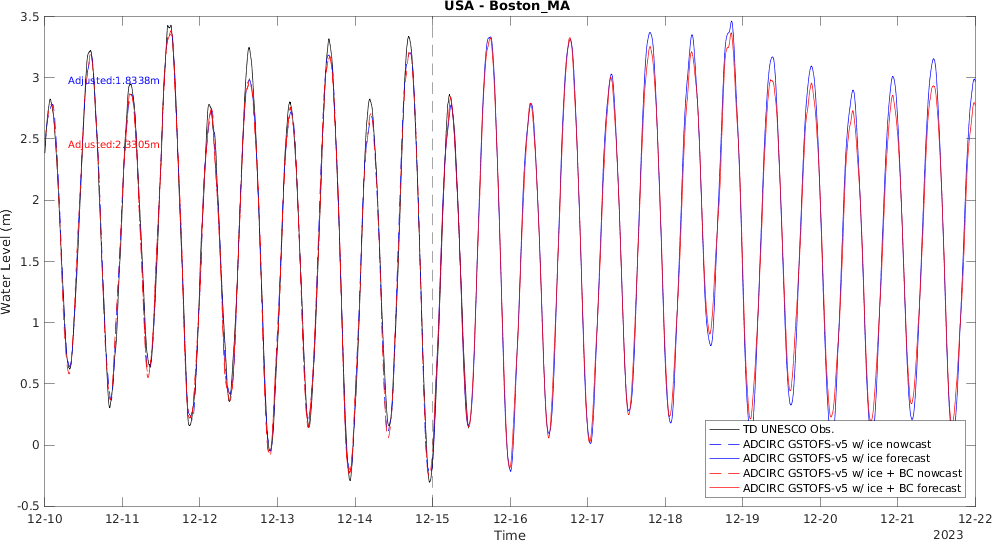 USA - Boston_MA
3.5
3
2.5
2
1.5
1
0.5
0
-0.5
Water Level (m)
Adjusted:1.8338m
Adjusted:2.3305m
TD UNESCO Obs.
ADCIRC GSTOFS-v5 w/ ice nowcast
ADCIRC GSTOFS-v5 w/ ice forecast
ADCIRC GSTOFS-v5 w/ ice + BC nowcast
ADCIRC GSTOFS-v5 w/ ice + BC forecast
12-10 12-11 12-12 12-13 12-14 12-15 12-16 12-17 12-18 12-19 12-20 12-21 12-22
Time
2023